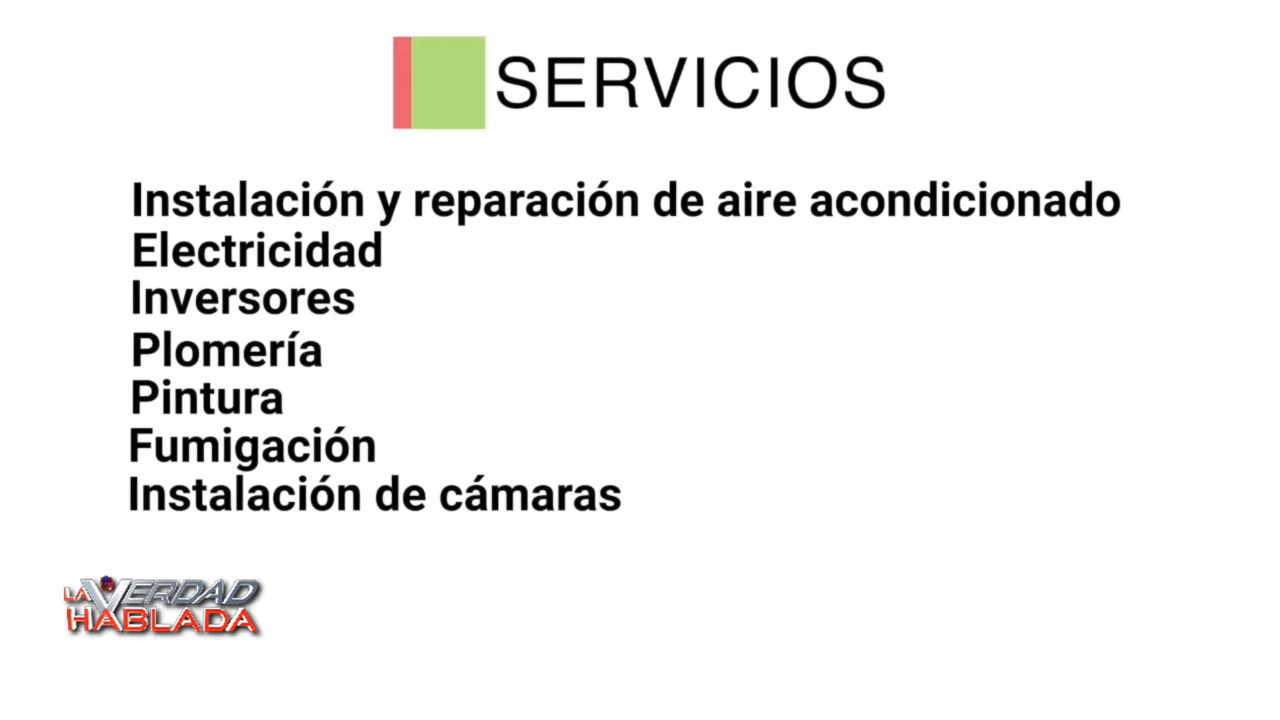 SERVICIOS
Instalación y reparación de aire acondicionado
Electricidad
Inversores
Plomería
Pintura
Fumigación
Instalación de cámaras
LA VERDAD
HABLADA